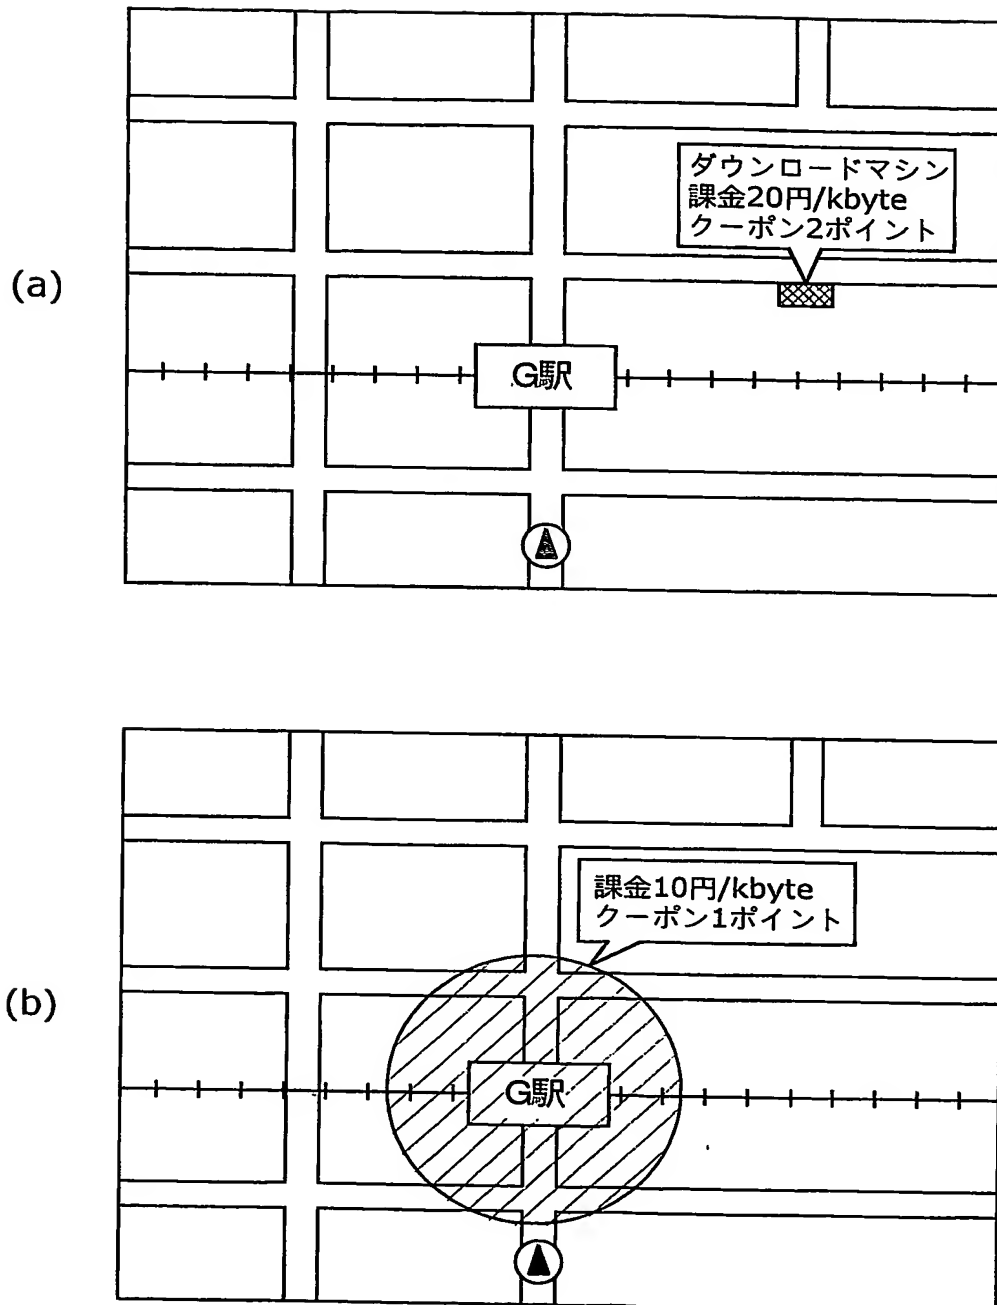 (a)
ダウンロードマシン
課金20円/kbyte
クーポン2ポイント
G駅
(b)
課金10円/kbyte
クーポン1ポイント
G駅